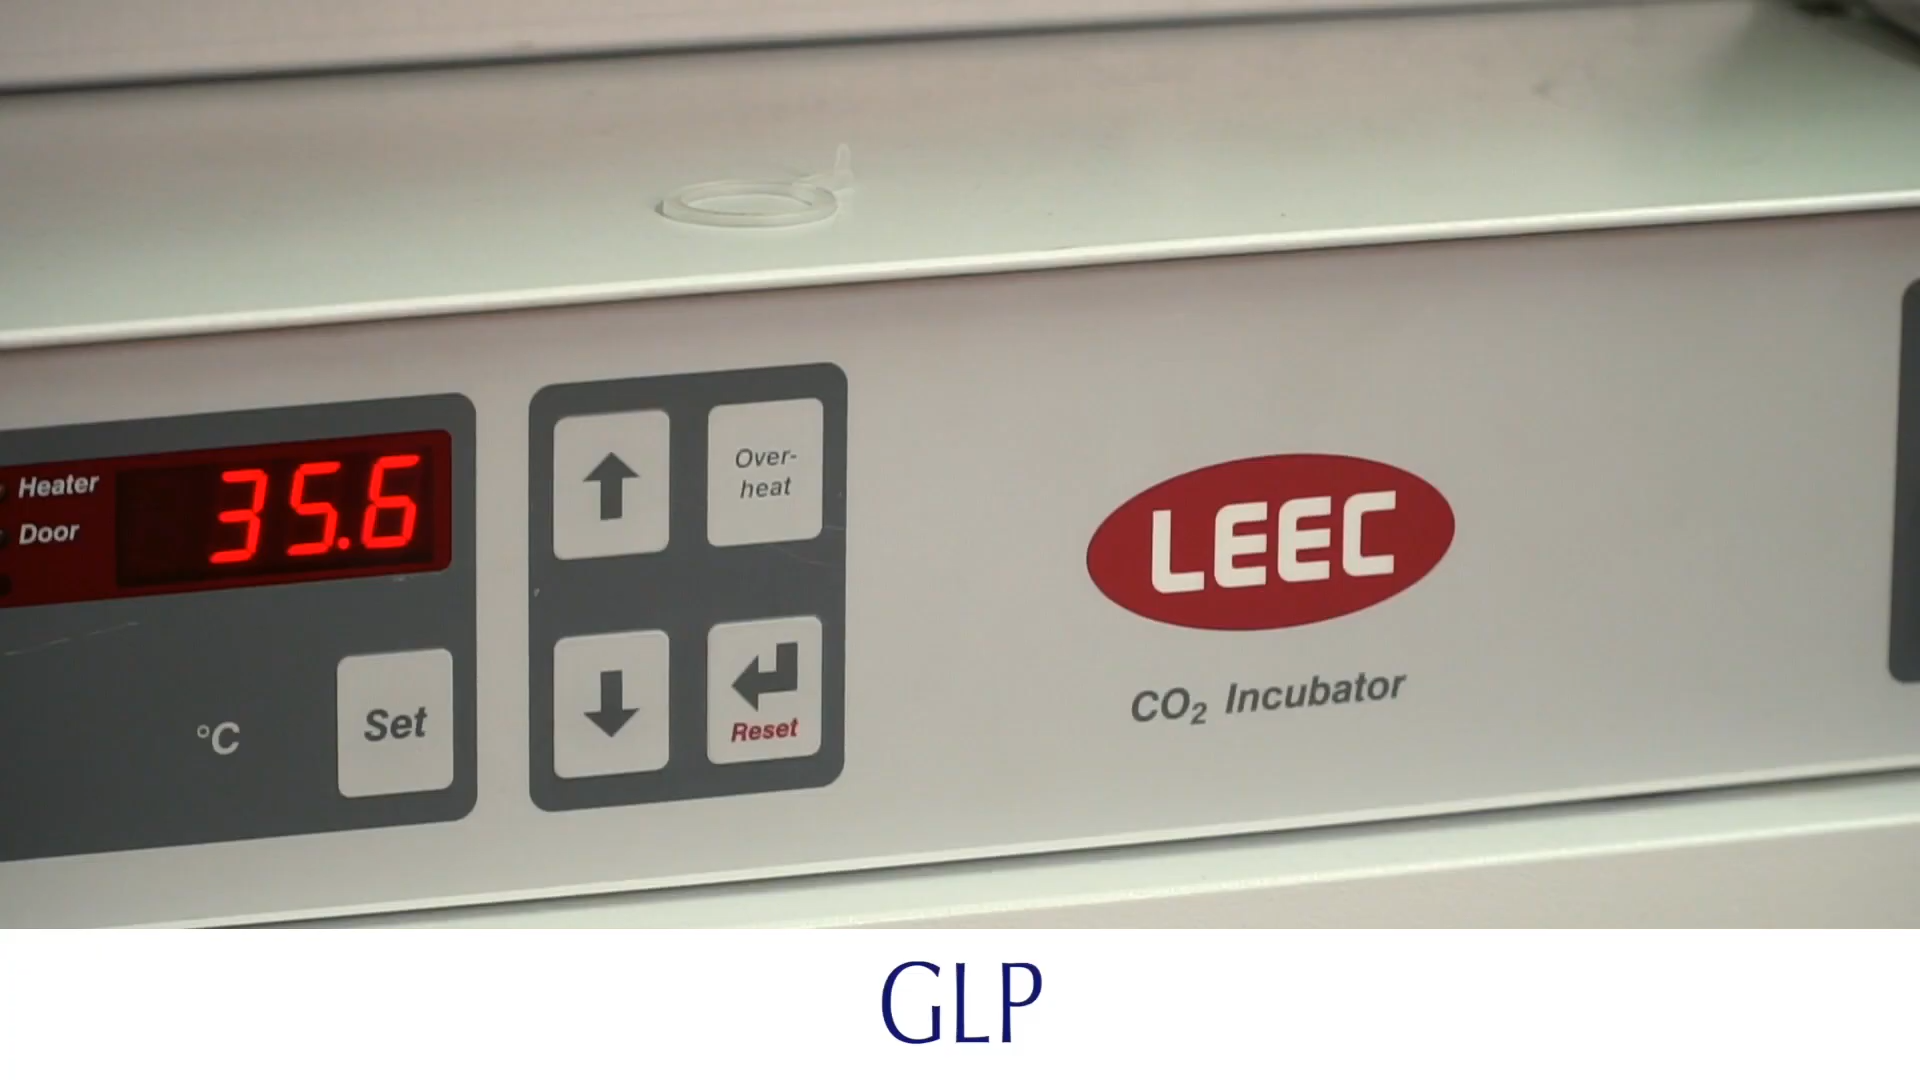 Heater
Door
35.6
°C
Set
Over-
heat
Reset
LEEC
CO₂ Incubator
GLP